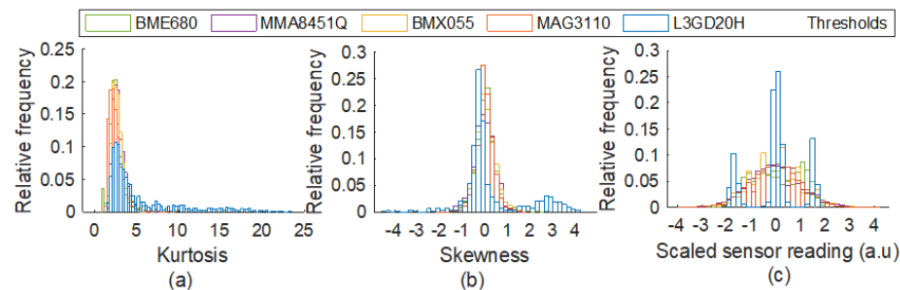 BME680 MMA8451Q BMX055 MAG3110 L3GD20H Thresholds
Relative frequency
0.25
0.2
0.15
0.1
0.05
0
0 5 10 15 20 25
Kurtosis
(a)
Relative frequency
0.3
0.25
0.2
0.15
0.1
0.05
0
-4 -3 -2 -1 0 1 2 3 4
Skewness
(b)
Relative frequency
0.3
0.25
0.2
0.15
0.1
0.05
0
-4 -3 -2 -1 0 1 2 3 4
Scaled sensor reading (a.u)
(c)